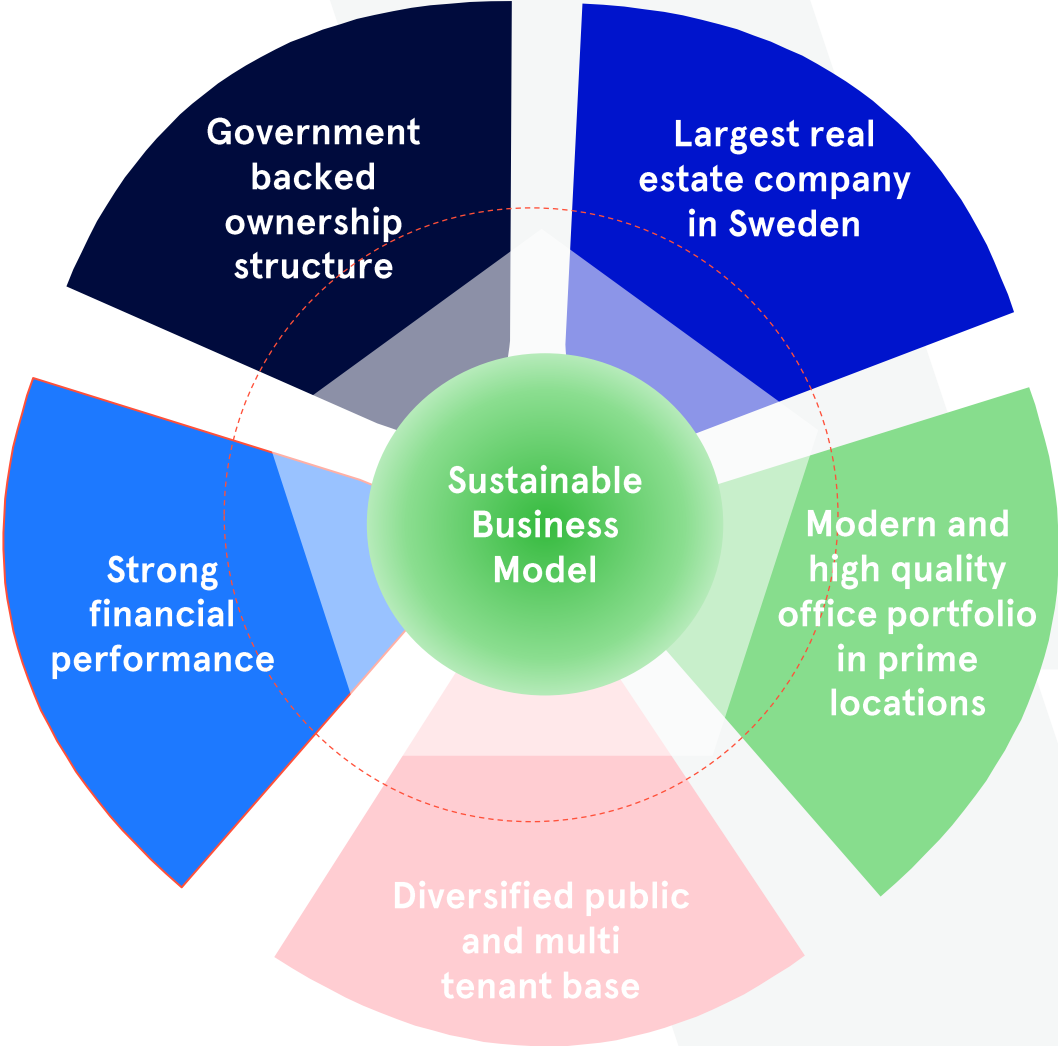 Government
backed
ownership
structure
Largest real
estate company
in Sweden
Sustainable
Business
Model
Modern and
high quality
office portfolio
in prime
locations
Strong
financial
performance
Diversified public
and multi
tenant base